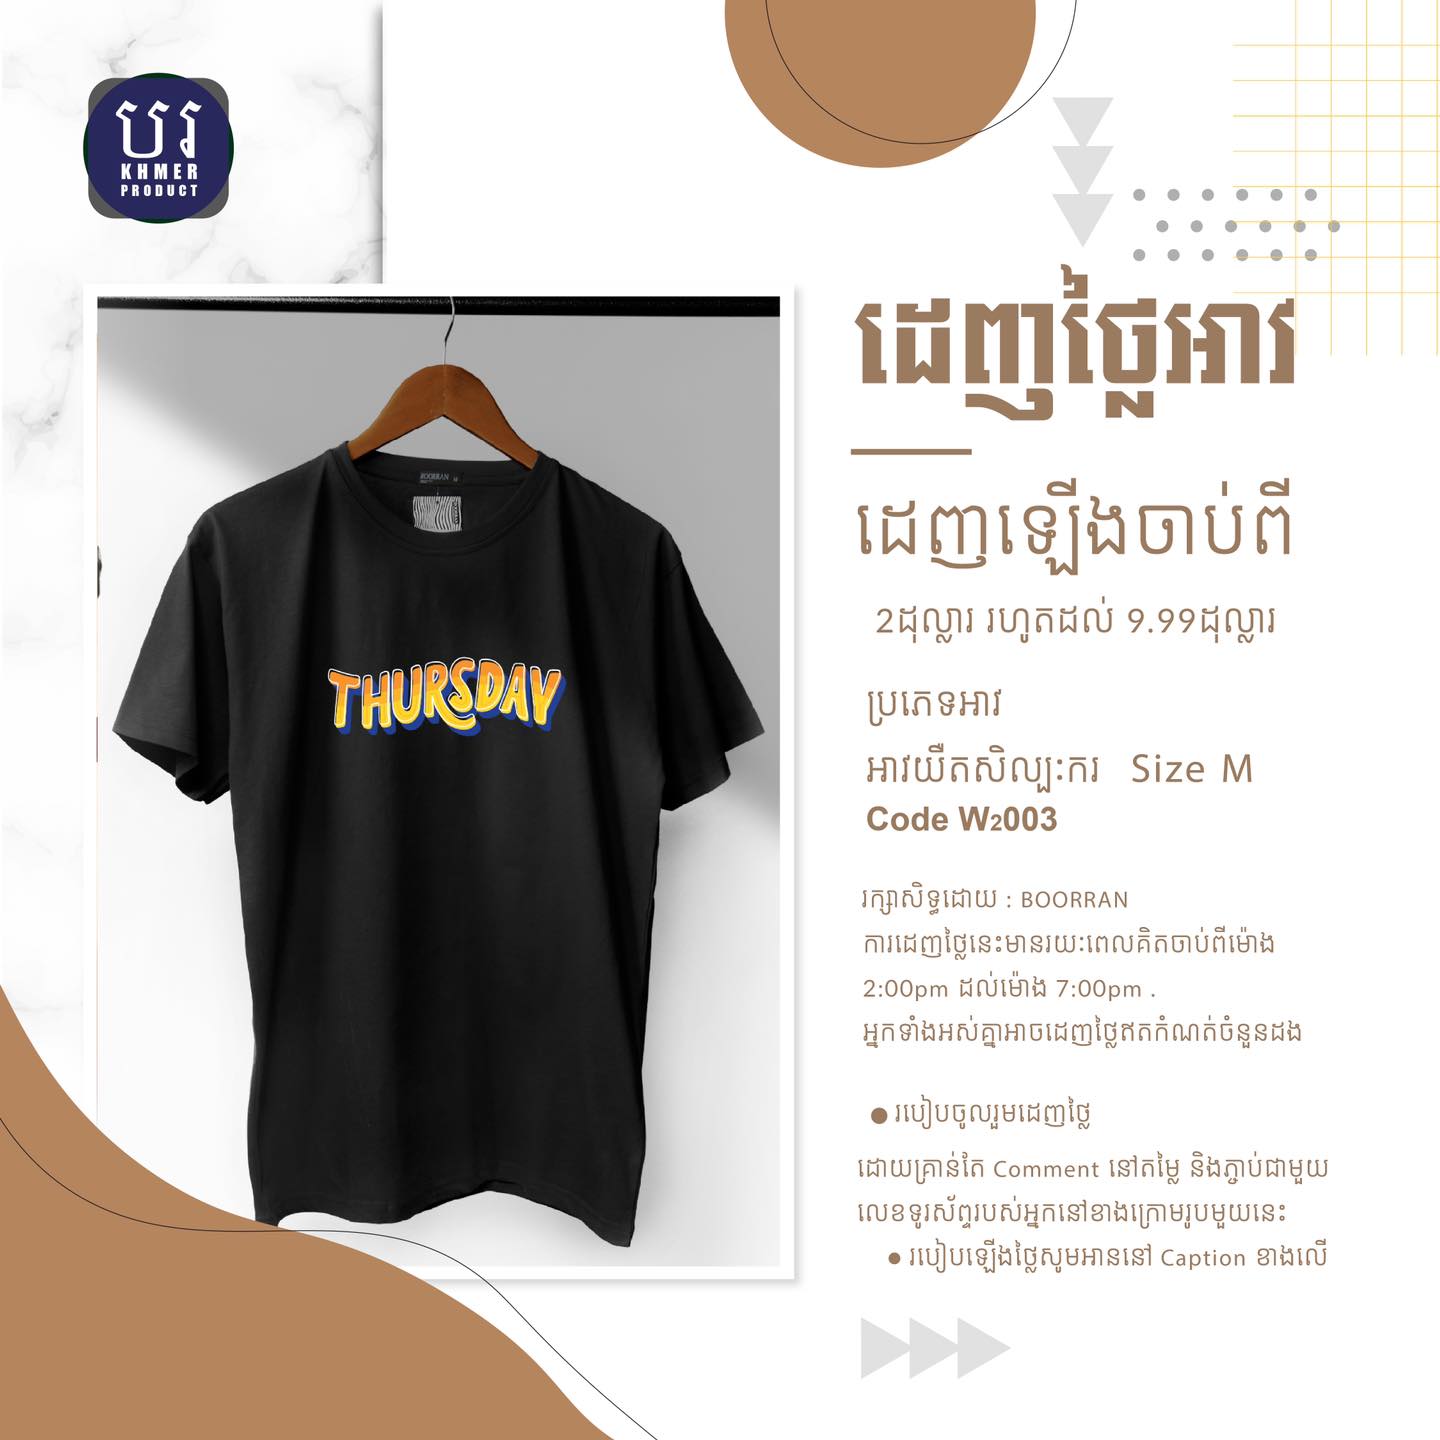 បរ
KHMER
PRODUCT
ដេញថ្លៃអាវ
ដេញឡើងចាប់ពី
2ដុល្លារ រហូតដល់ 9.99ដុល្លារ
ប្រភេទអាវ
អាវយឺតសិល្បៈករ Size M
Code W2003
រក្សាសិទ្ធដោយ : BOORRAN
ការដេញថ្លៃនេះមានរយៈពេលគិតចាប់ពីម៉ោង
2:00pm ដល់ម៉ោង 7:00pm .
អ្នកទាំងអស់គ្នាអាចដេញថ្លៃឥតកំណត់ចំនួនដង
របៀបចូលរួមដេញថ្លៃ
ដោយគ្រាន់តែ Comment នៅតម្លៃ និងភ្ចាប់ជាមួយ
លេខទូរស័ព្ទរបស់អ្នកនៅខាងក្រោមរូបមួយនេះ
របៀបឡើងថ្លៃសូមអាននៅ Caption ខាងលើ
BOORRAN M
THURSDAY